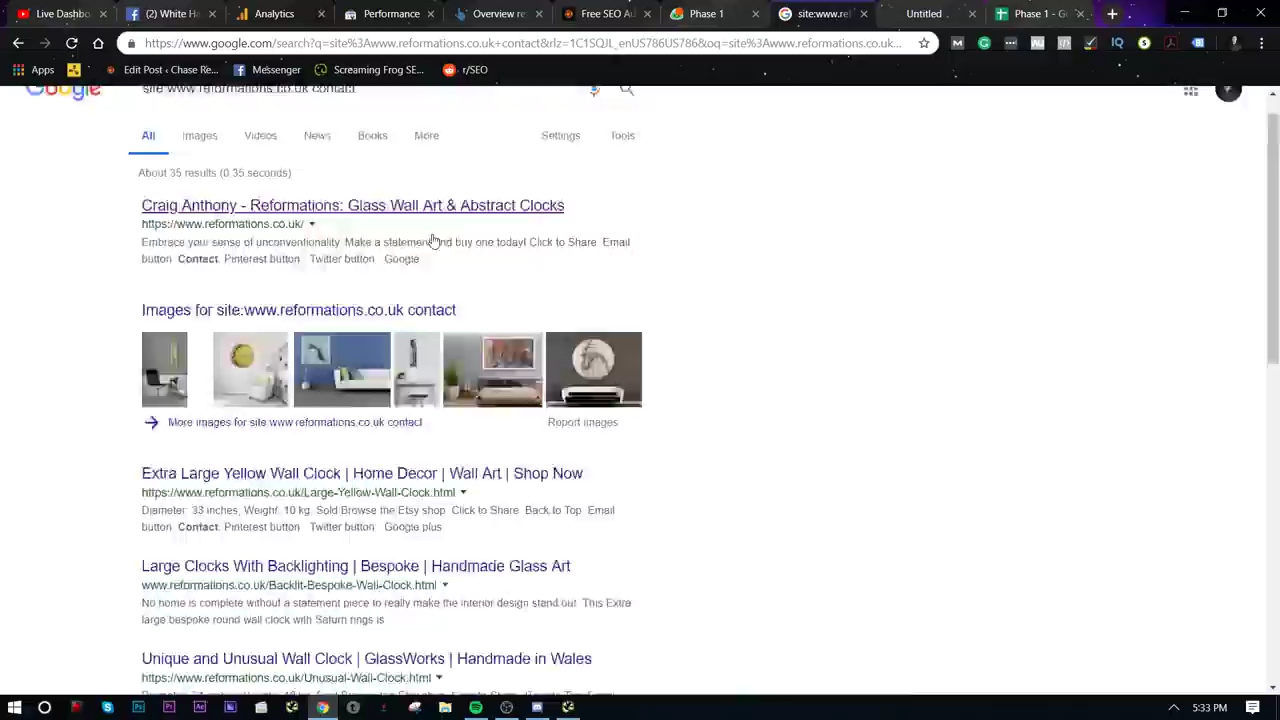 Live Dashboa
White H
Analytics
Performance
Overview re
Free SEO Au
Phase 1
site:www.ref
Untitled
Phase 1 - G
https://www.google.com/search?q=site%3Awww.reformations.co.uk+contact&rlz=1C1SQJL_enUS786US786&oq=site%3Awww.reformations.co.uk...
Apps
Edit Post ‹ Chase Re...
Messenger
Screaming Frog SE...
r/SEO
Google
site:www.reformations.co.uk contact
All Images Videos News Books More Settings Tools
About 35 results (0.35 seconds)
Craig Anthony - Reformations: Glass Wall Art & Abstract Clocks
https://www.reformations.co.uk/
Embrace your sense of unconventionality. Make a statement and buy one today! Click to Share. Email
button. Contact. Pinterest button. Twitter button. Google
Images for site:www.reformations.co.uk contact
More images for site:www.reformations.co.uk contact
Report images
Extra Large Yellow Wall Clock | Home Decor | Wall Art | Shop Now
https://www.reformations.co.uk/Large-Yellow-Wall-Clock.html
Diameter: 33 inches, Weight: 10 kg. Sold Browse the Etsy shop. Click to Share. Back to Top. Email
button. Contact. Pinterest button. Twitter button. Google plus
Large Clocks With Backlighting | Bespoke | Handmade Glass Art
www.reformations.co.uk/Backlit-Bespoke-Wall-Clock.html
No home is complete without a statement piece to really make the interior design stand out. This Extra
large bespoke round wall clock with Saturn rings is
Unique and Unusual Wall Clock | GlassWorks | Handmade in Wales
https://www.reformations.co.uk/Unusual-Wall-Clock.html
5:33 PM